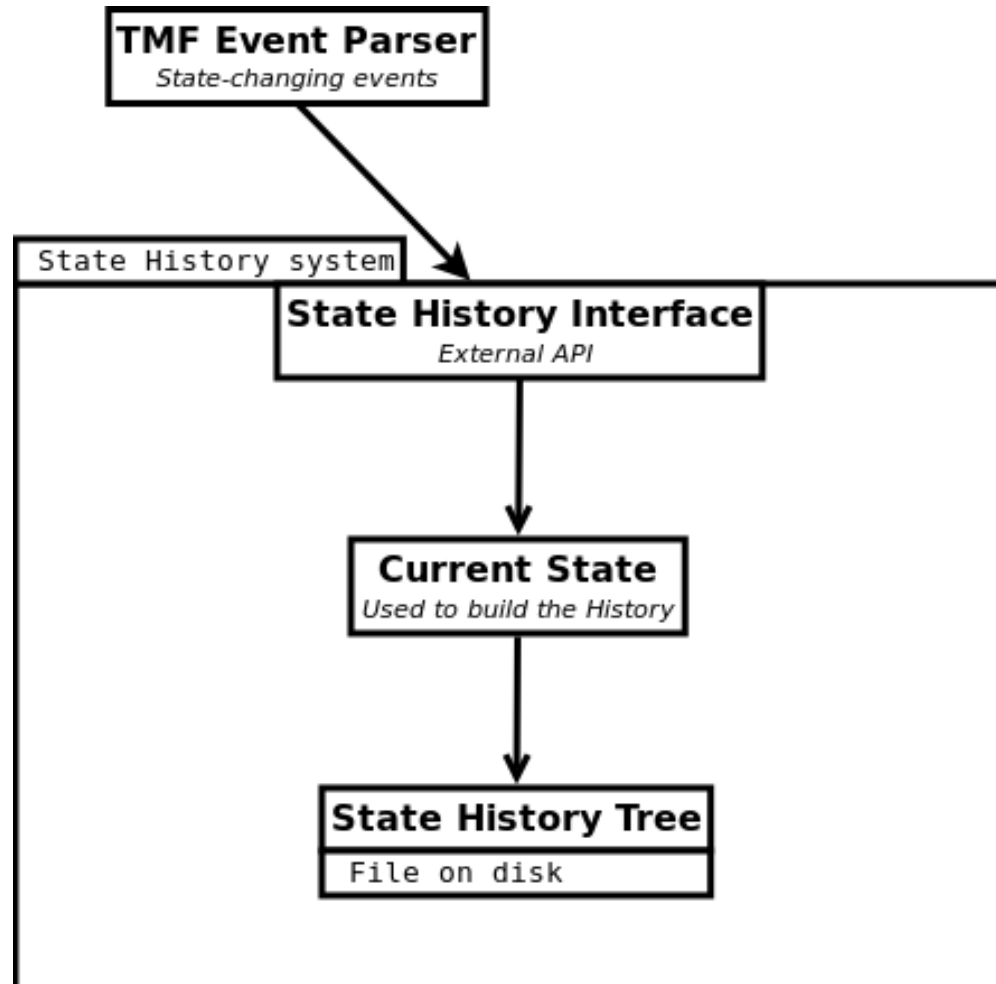 TMF Event Parser
State-changing events
State History system
State History Interface
External API
Current State
Used to build the History
State History Tree
File on disk